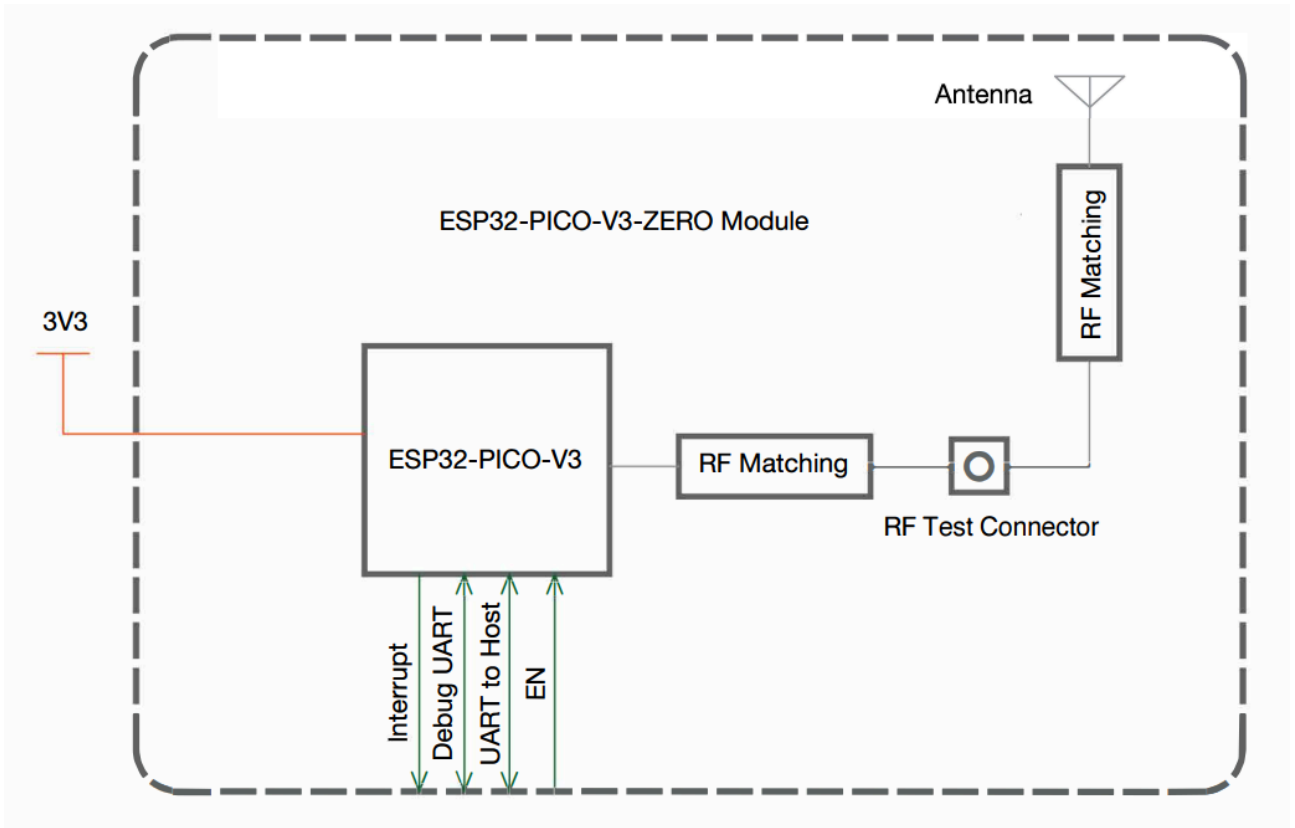 Antenna
RF Matching
ESP32-PICO-V3-ZERO Module
3V3
ESP32-PICO-V3
RF Matching
RF Test Connector
Interrupt
Debug UART
UART to Host
EN